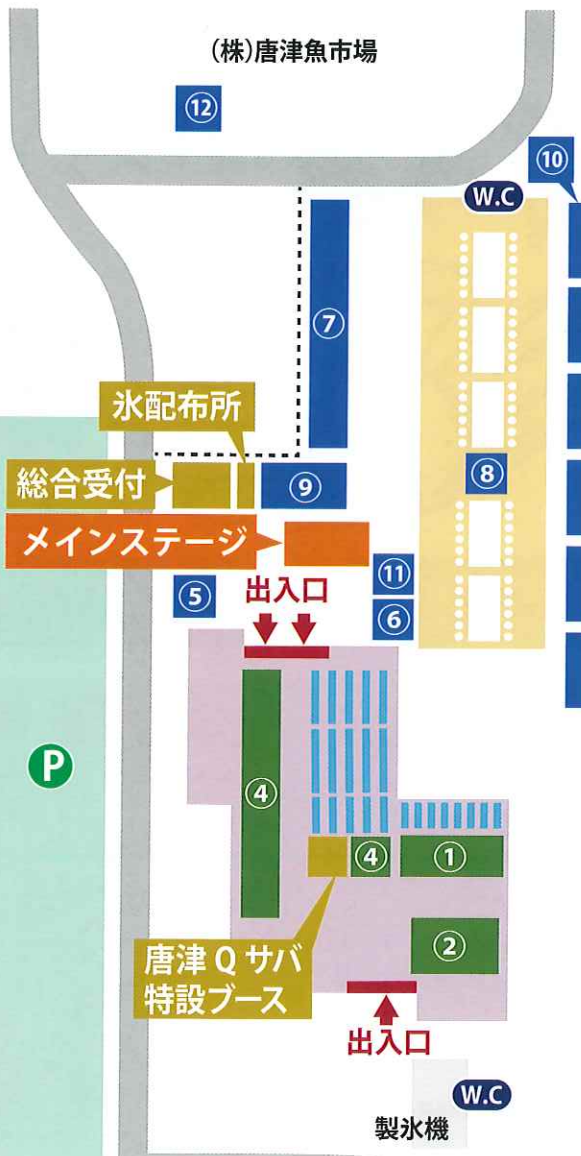 (株)唐津魚市場
⑫
⑩
W.C
⑦
氷配布所
総合受付
⑨
⑧
メインステージ
⑪
⑤
出入口
⑥
P
④
④
①
②
唐津 Q サバ
特設ブース
出入口
W.C
製氷機